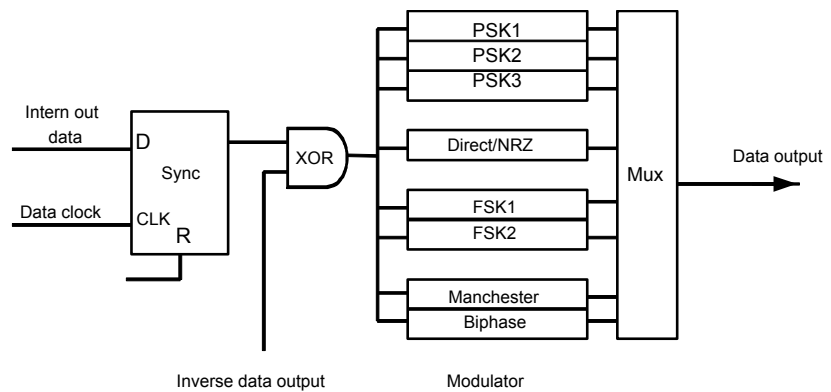 PSK1
PSK2
PSK3
Intern out
data
D
Sync
XOR
Direct/NRZ
Mux
Data output
Data clock
CLK
R
FSK1
FSK2
Manchester
Biphase
Inverse data output
Modulator